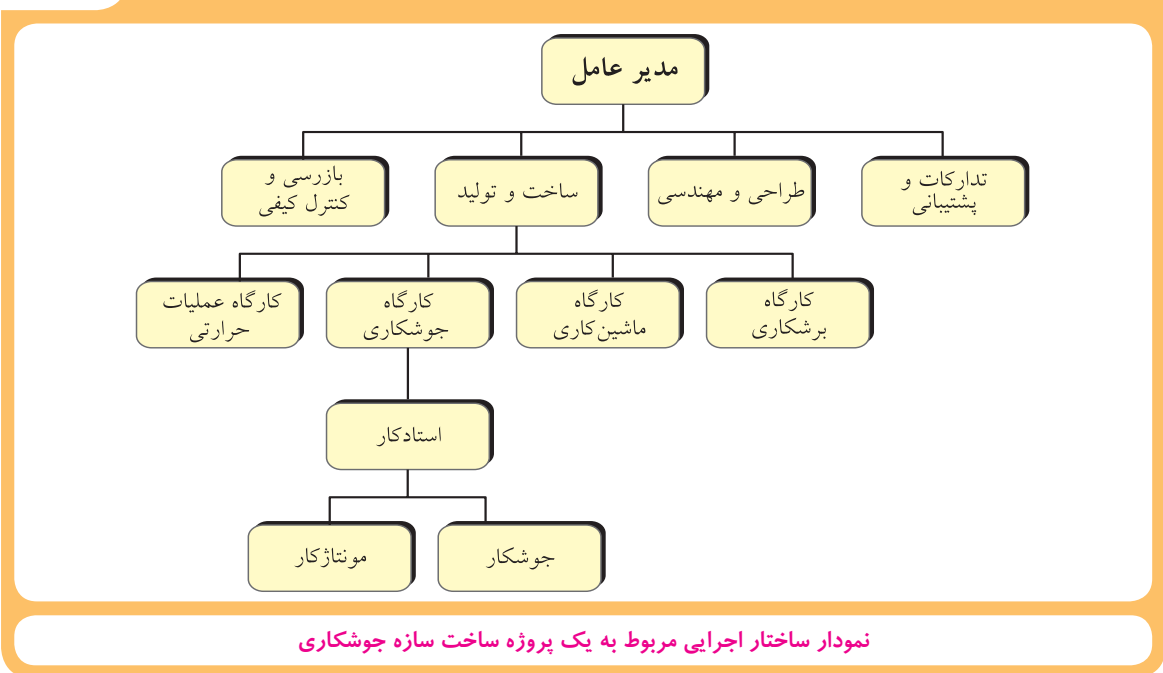 مدیر عامل
تدارکات و
پشتیبانی
طراحی و مهندسی
ساخت و تولید
بازرسی و
کنترل کیفی
کارگاه
برشکاری
کارگاه
ماشین‌کاری
کارگاه
جوشکاری
کارگاه عملیات
حرارتی
استادکار
جوشکار
مونتاژکار
نمودار ساختار اجرایی مربوط به یک پروژه ساخت سازه جوشکاری